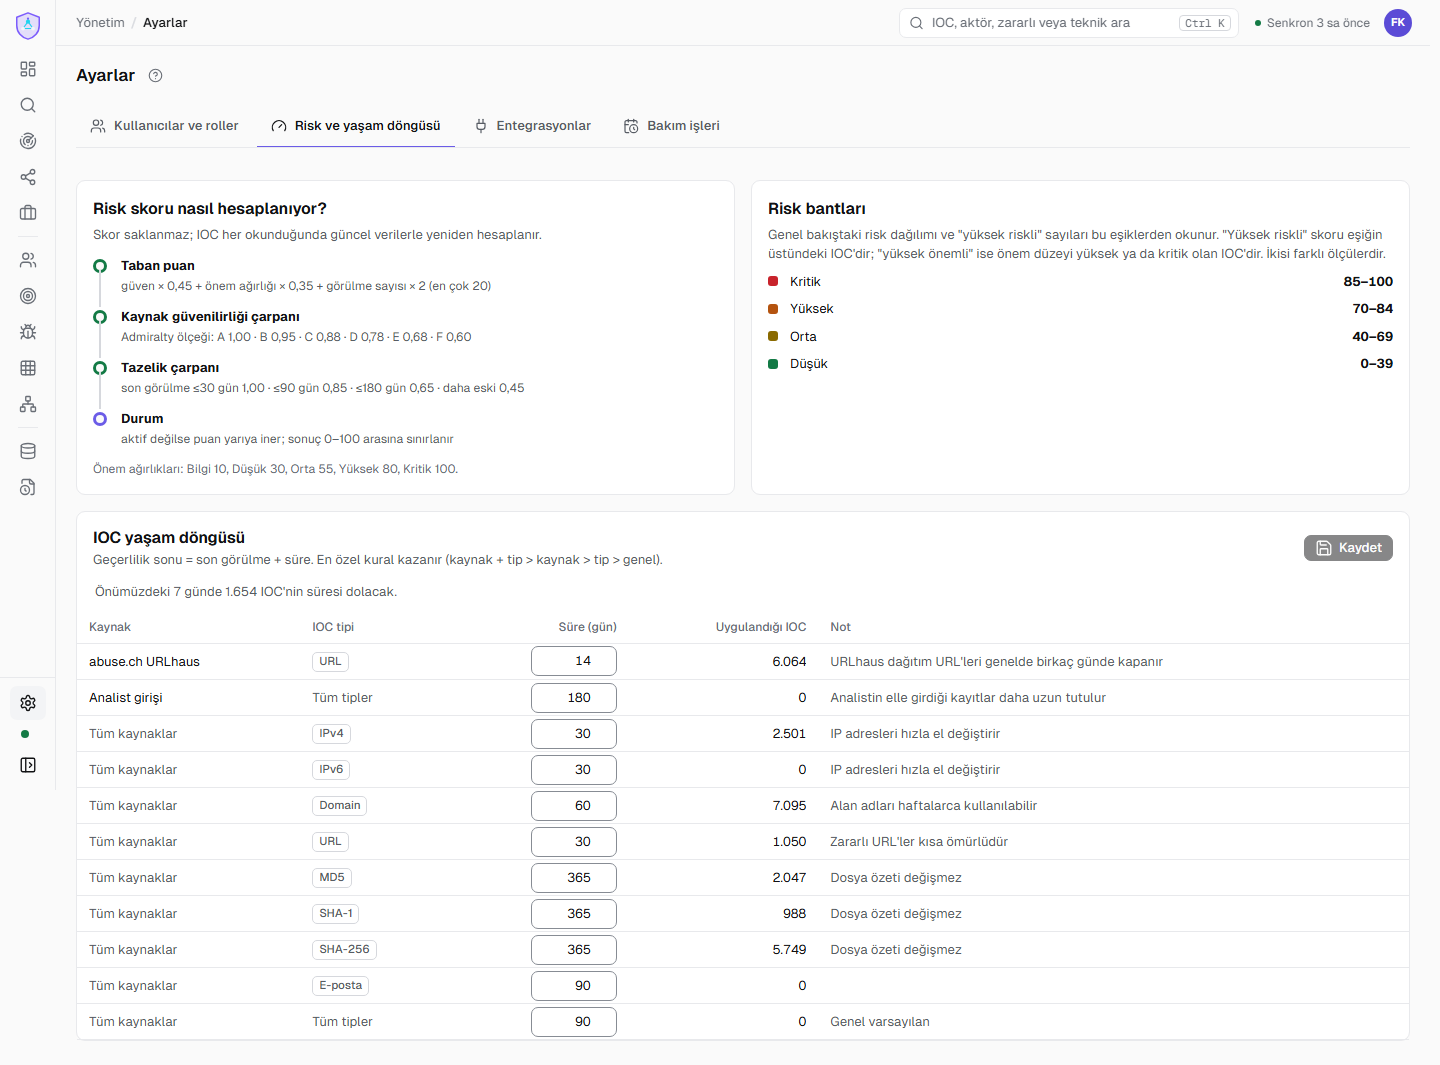 Yönetim / Ayarlar
IOC, aktör, zararlı veya teknik ara
Ctrl K
Senkron 3 sa önce
FK
Ayarlar
Kullanıcılar ve roller
Risk ve yaşam döngüsü
Entegrasyonlar
Bakım işleri
Risk skoru nasıl hesaplanıyor?
Skor saklanmaz; IOC her okunduğunda güncel verilerle yeniden hesaplanır.
Taban puan
güven × 0,45 + önem ağırlığı × 0,35 + görülme sayısı × 2 (en çok 20)
Kaynak güvenilirliği çarpanı
Admiralty ölçeği: A 1,00 · B 0,95 · C 0,88 · D 0,78 · E 0,68 · F 0,60
Tazelik çarpanı
son görülme ≤30 gün 1,00 · ≤90 gün 0,85 · ≤180 gün 0,65 · daha eski 0,45
Durum
aktif değilse puan yarıya iner; sonuç 0–100 arasına sınırlanır
Önem ağırlıkları: Bilgi 10, Düşük 30, Orta 55, Yüksek 80, Kritik 100.
Risk bantları
Genel bakıştaki risk dağılımı ve "yüksek riskli" sayıları bu eşiklerden okunur. "Yüksek riskli" skoru eşiğin
üstündeki IOC'dir; "yüksek önemli" ise önem düzeyi yüksek ya da kritik olan IOC'dir. İkisi farklı ölçülerdir.
Kritik 85–100
Yüksek 70–84
Orta 40–69
Düşük 0–39
IOC yaşam döngüsü
Geçerlilik sonu = son görülme + süre. En özel kural kazanır (kaynak + tip > kaynak > tip > genel).
Kaydet
Önümüzdeki 7 günde 1.654 IOC'nin süresi dolacak.
Kaynak IOC tipi Süre (gün) Uygulandığı IOC Not
abuse.ch URLhaus URL 14 6.064 URLhaus dağıtım URL'leri genelde birkaç günde kapanır
Analist girişi Tüm tipler 180 0 Analistin elle girdiği kayıtlar daha uzun tutulur
Tüm kaynaklar IPv4 30 2.501 IP adresleri hızla el değiştirir
Tüm kaynaklar IPv6 30 0 IP adresleri hızla el değiştirir
Tüm kaynaklar Domain 60 7.095 Alan adları haftalarca kullanılabilir
Tüm kaynaklar URL 30 1.050 Zararlı URL'ler kısa ömürlüdür
Tüm kaynaklar MD5 365 2.047 Dosya özeti değişmez
Tüm kaynaklar SHA-1 365 988 Dosya özeti değişmez
Tüm kaynaklar SHA-256 365 5.749 Dosya özeti değişmez
Tüm kaynaklar E-posta 90 0
Tüm kaynaklar Tüm tipler 90 0 Genel varsayılan